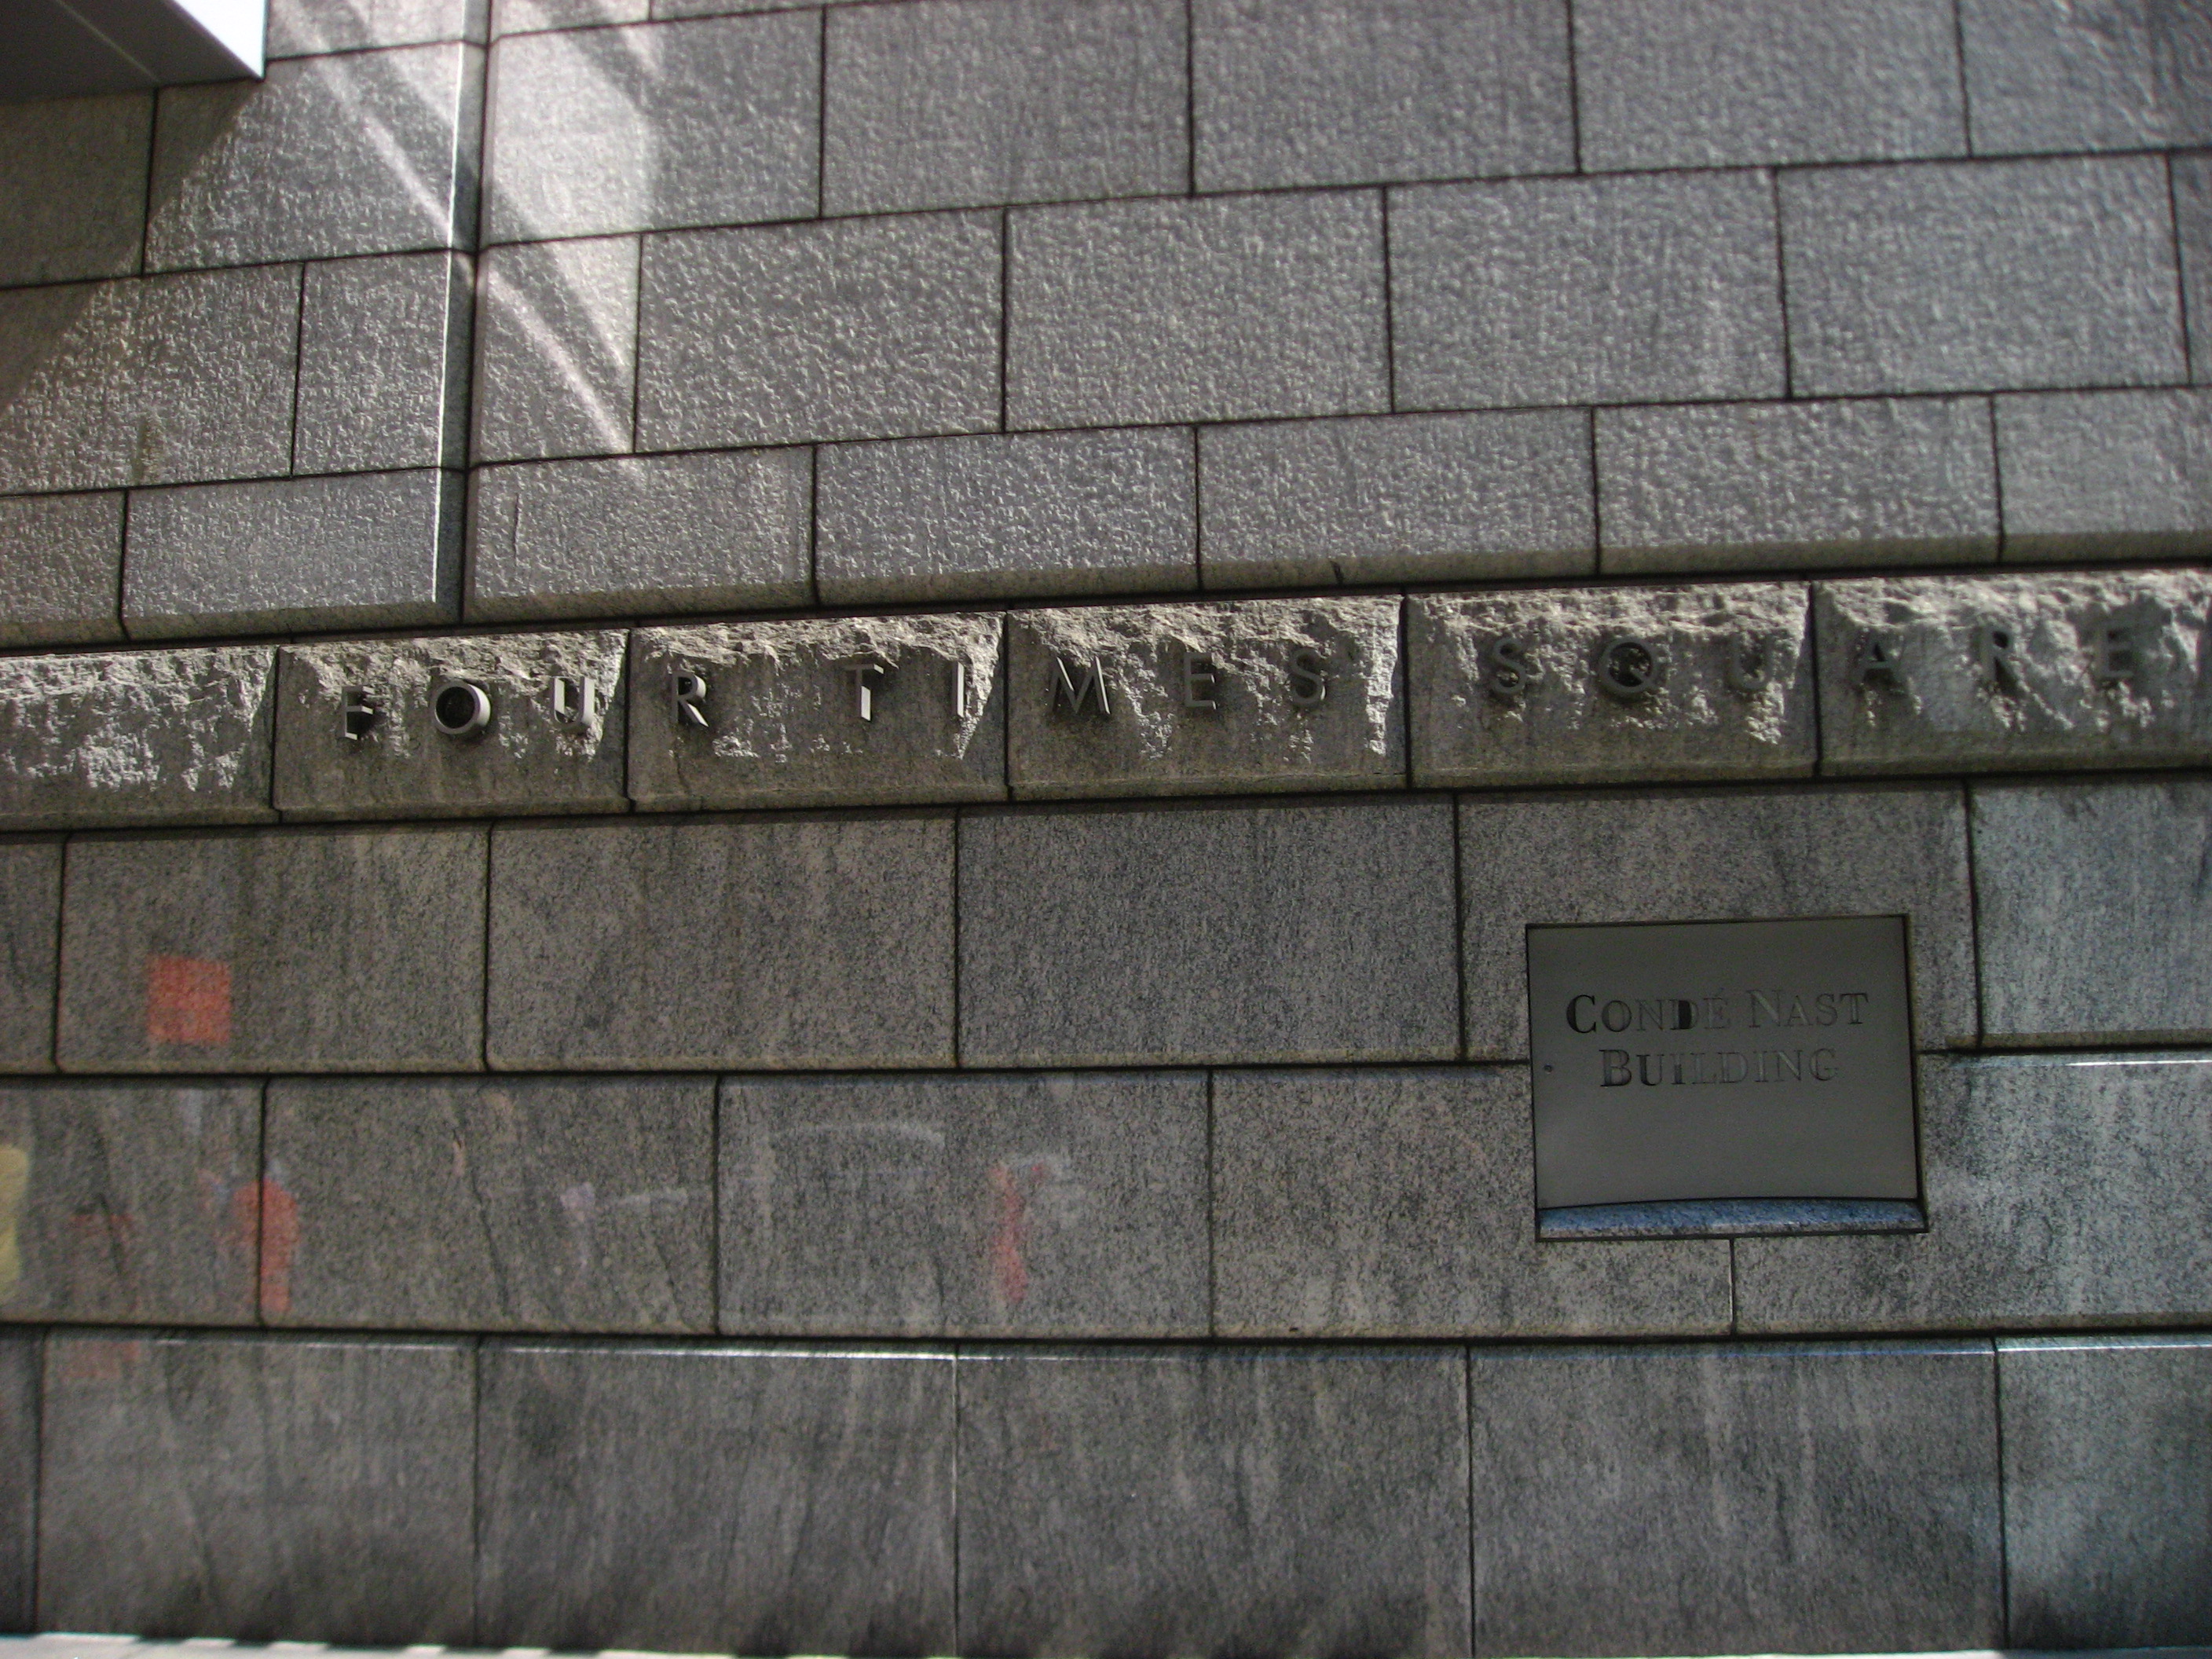 FOUR TIMES SQUARE
CONDÉ NAST
BUILDING